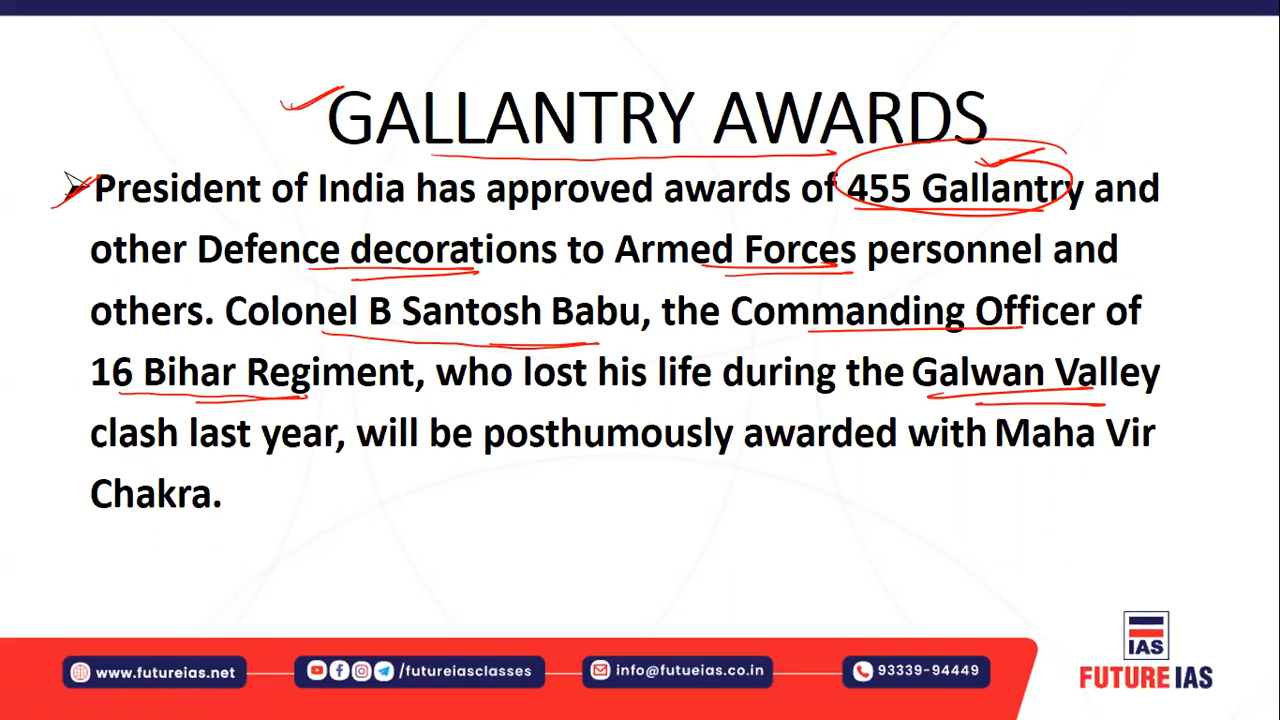 GALLANTRY AWARDS
President of India has approved awards of 455 Gallantry and
other Defence decorations to Armed Forces personnel and
others. Colonel B Santosh Babu, the Commanding Officer of
16 Bihar Regiment, who lost his life during the Galwan Valley
clash last year, will be posthumously awarded with Maha Vir
Chakra.
IAS
www.futureias.net
/futureiasclasses
info@futueias.co.in
93339-94449
FUTURE IAS